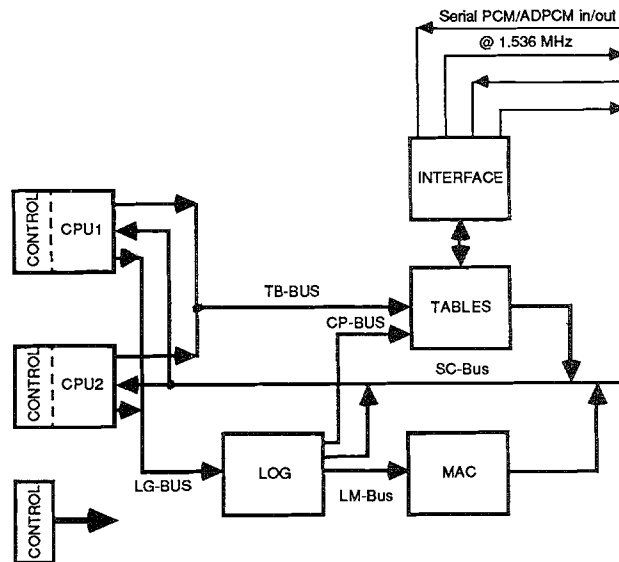 Serial PCM/ADPCM in/out
@ 1.536 MHz
INTERFACE
CONTROL
CPU1
TB-BUS
TABLES
CP-BUS
CONTROL
CPU2
SC-Bus
LG-BUS
LOG
LM-Bus
MAC
CONTROL